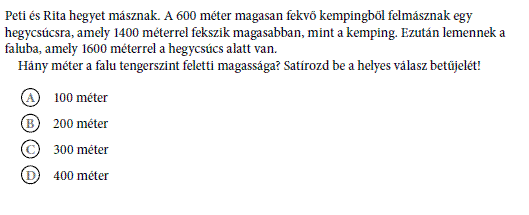 Peti és Rita hegyet másznak. A 600 méter magasan fekvő kempingből felmásznak egy
hegycsúcsra, amely 1400 méterrel fekszik magasabban, mint a kemping. Ezután lemennek a
faluba, amely 1600 méterrel a hegycsúcs alatt van.
Hány méter a falu tengerszint feletti magassága? Satírozd be a helyes válasz betűjelét!
A 100 méter
B 200 méter
C 300 méter
D 400 méter